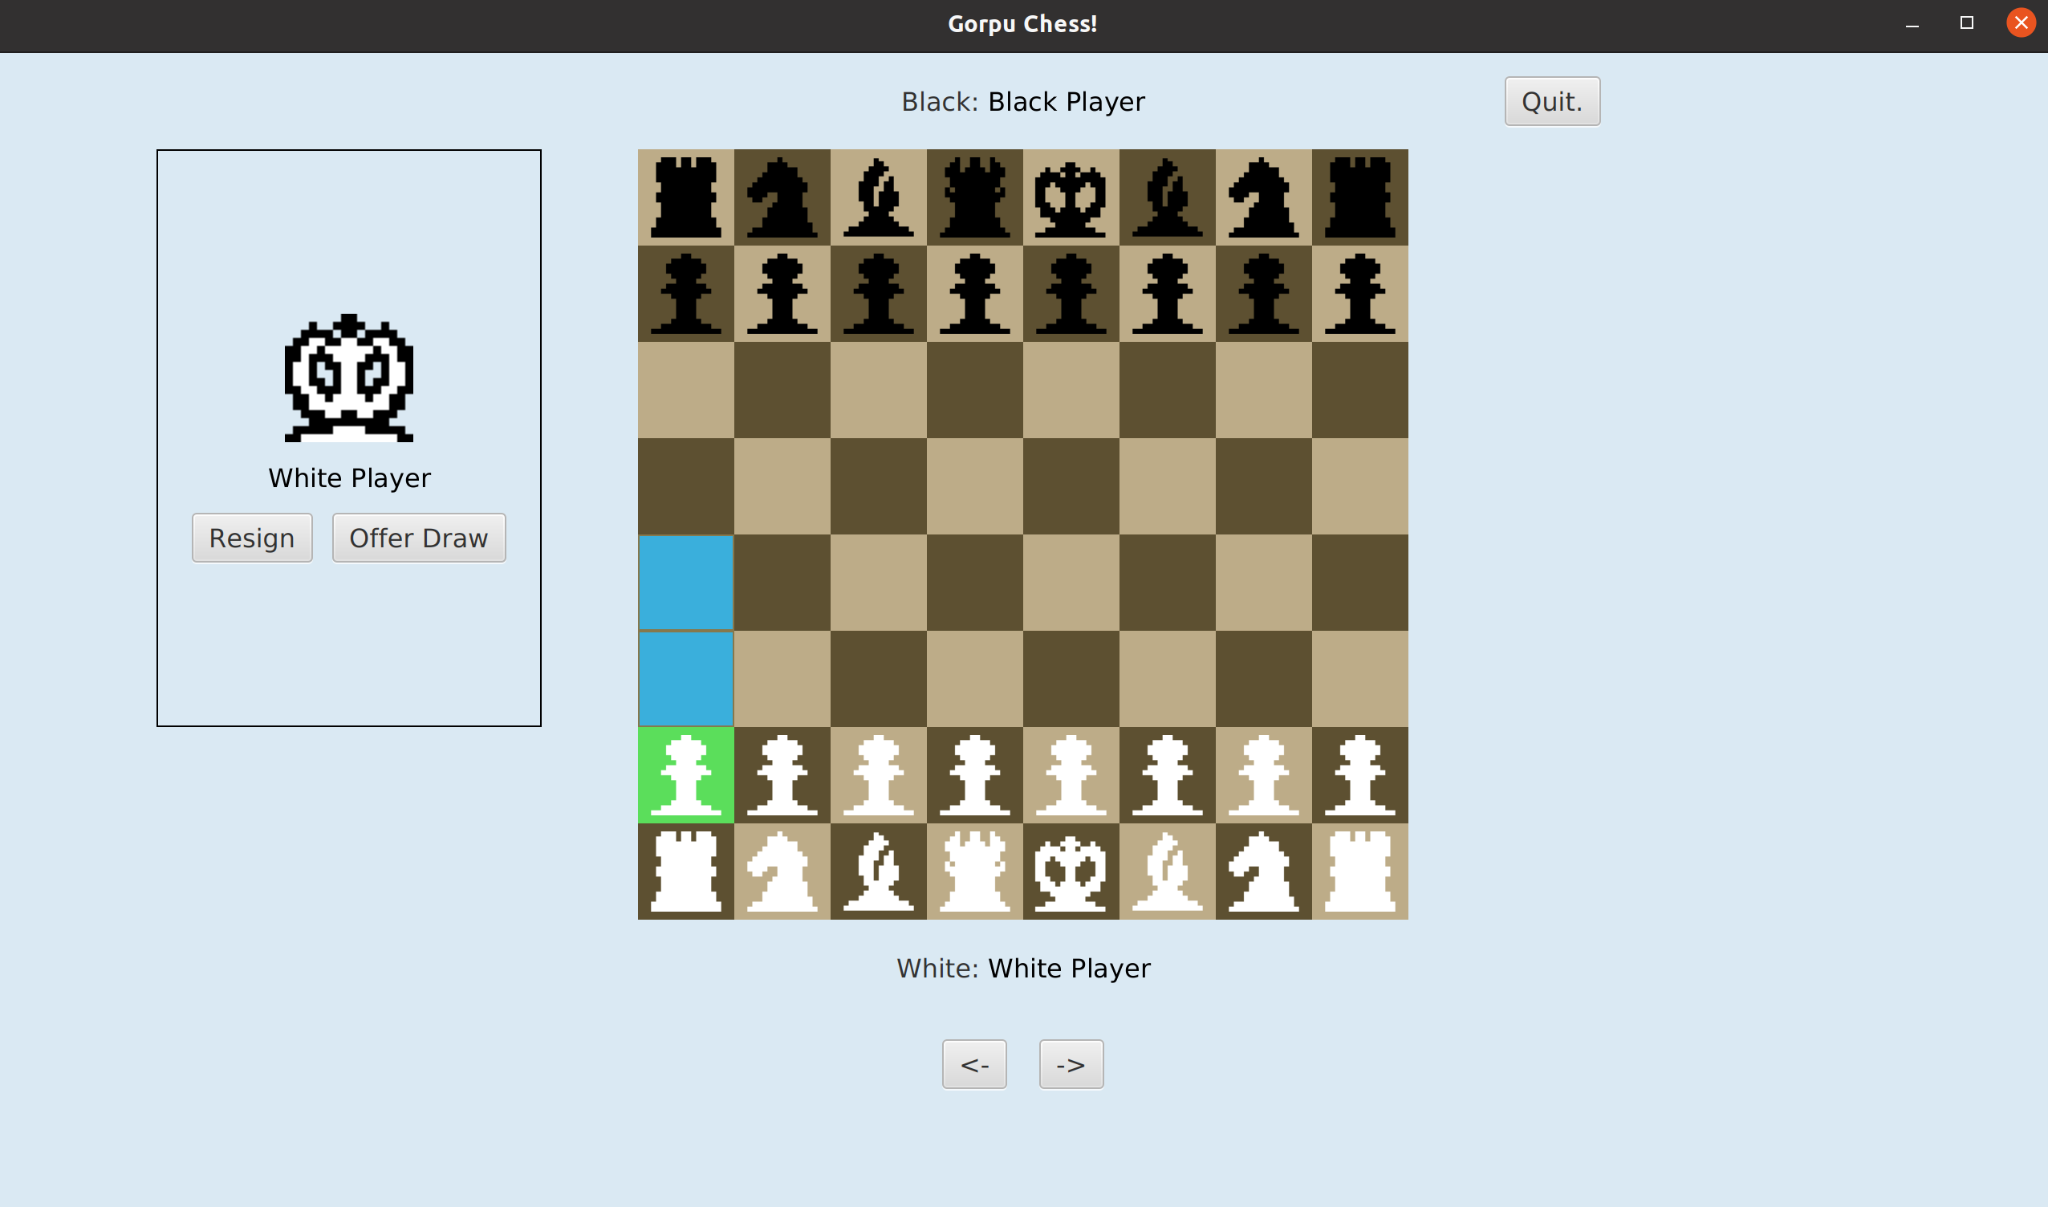 Gorpu Chess!
Black: Black Player
Quit.
White Player
Resign
Offer Draw
White: White Player
<-
->